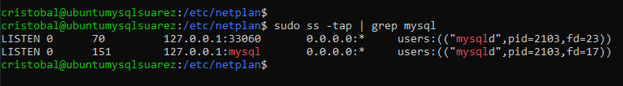 cristobal@ubuntumysqlsuarez:/etc/netplan$
cristobal@ubuntumysqlsuarez:/etc/netplan$ sudo ss -tap | grep mysql
LISTEN 0      70         127.0.0.1:33060      0.0.0.0:*     users:(("mysqld",pid=2103,fd=23))
LISTEN 0      151        127.0.0.1:mysql      0.0.0.0:*     users:(("mysqld",pid=2103,fd=17))
cristobal@ubuntumysqlsuarez:/etc/netplan$